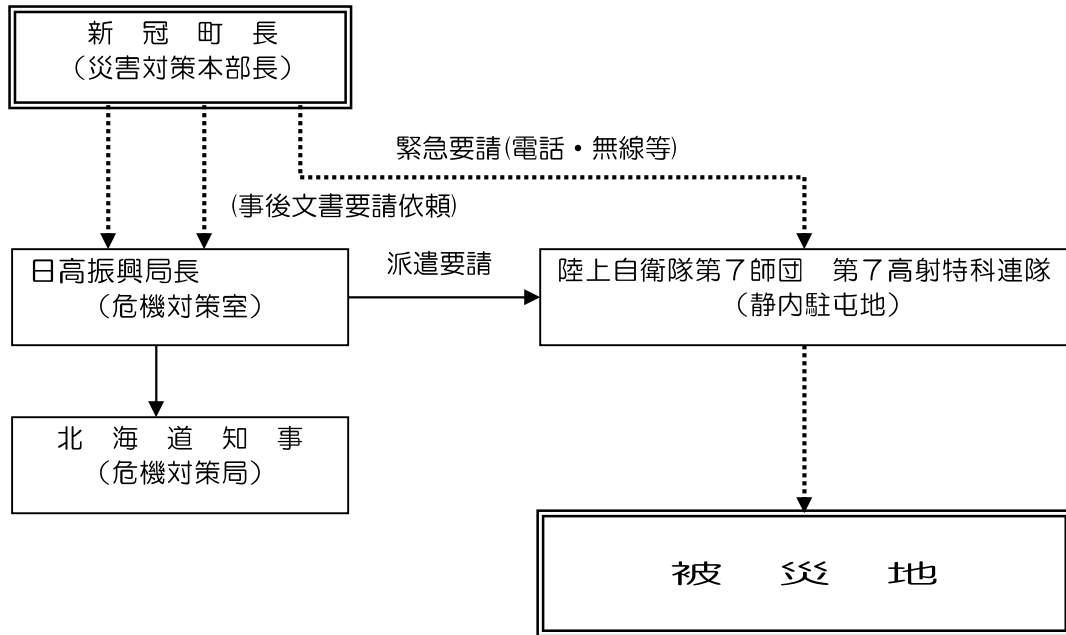 新　冠　町　長
（災害対策本部長）
緊急要請(電話・無線等)
(事後文書要請依頼)
日高振興局長
（危機対策室）
派遣要請
陸上自衛隊第７師団　第７高射特科連隊
（静内駐屯地）
北　海　道　知　事
（危機対策局）
被　災　地